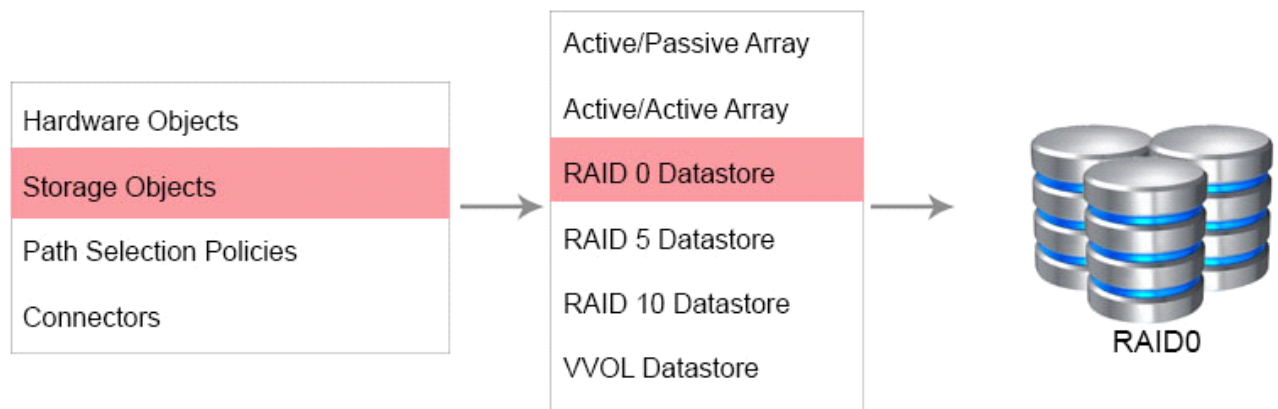 Hardware Objects
Storage Objects
Path Selection Policies
Connectors
Active/Passive Array
Active/Active Array
RAID 0 Datastore
RAID 5 Datastore
RAID 10 Datastore
VVOL Datastore
RAID0